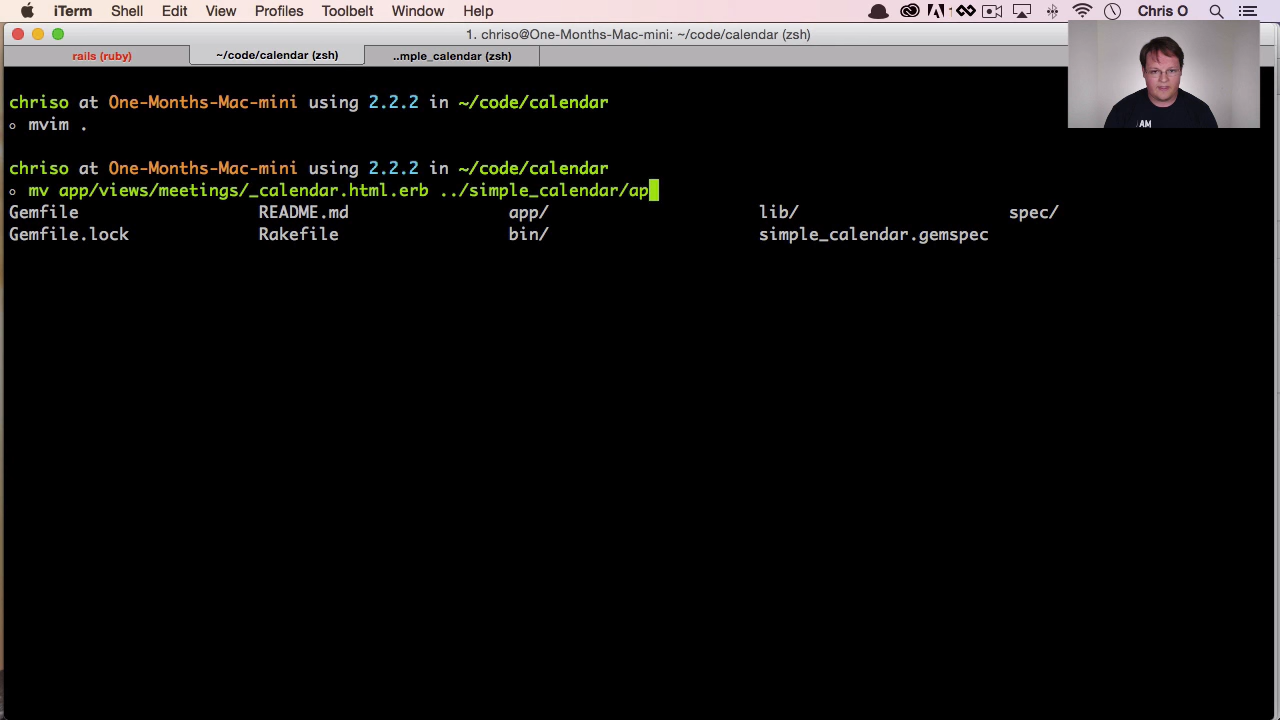 iTerm Shell Edit View Profiles Toolbelt Window Help Chris O
1. chriso@One-Months-Mac-mini: ~/code/calendar (zsh)
rails (ruby) ~/code/calendar (zsh) ..mple_calendar (zsh)
chriso at One-Months-Mac-mini using 2.2.2 in ~/code/calendar
mvim .
chriso at One-Months-Mac-mini using 2.2.2 in ~/code/calendar
mv app/views/meetings/_calendar.html.erb ../simple_calendar/ap
Gemfile README.md app/ lib/ spec/
Gemfile.lock Rakefile bin/ simple_calendar.gemspec